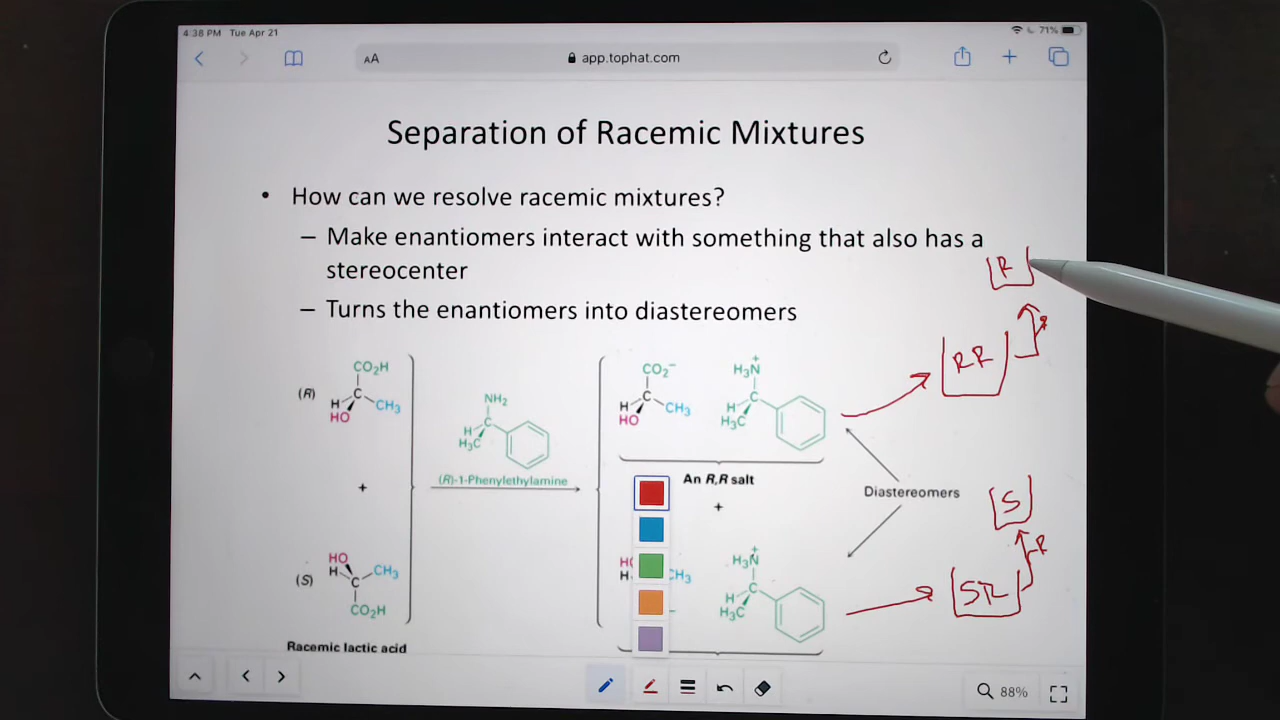 4:38 PM Tue Apr 21
71%
AA
app.tophat.com
Separation of Racemic Mixtures
• How can we resolve racemic mixtures?
– Make enantiomers interact with something that also has a
stereocenter
– Turns the enantiomers into diastereomers
R
RR
CO₂H
(R)
H C CH₃
HO
NH₂
H C
H₃C
(R)-1-Phenylethylamine
CO₂⁻
H C CH₃
HO
H₃N⁺
H C
H₃C
An R,R salt
+
+
Diastereomers
S
-R
SR
HO
H C CH₃
(S)
CO₂H
Racemic lactic acid
H
H
CH₃
H₃N⁺
H C
H₃C
88%